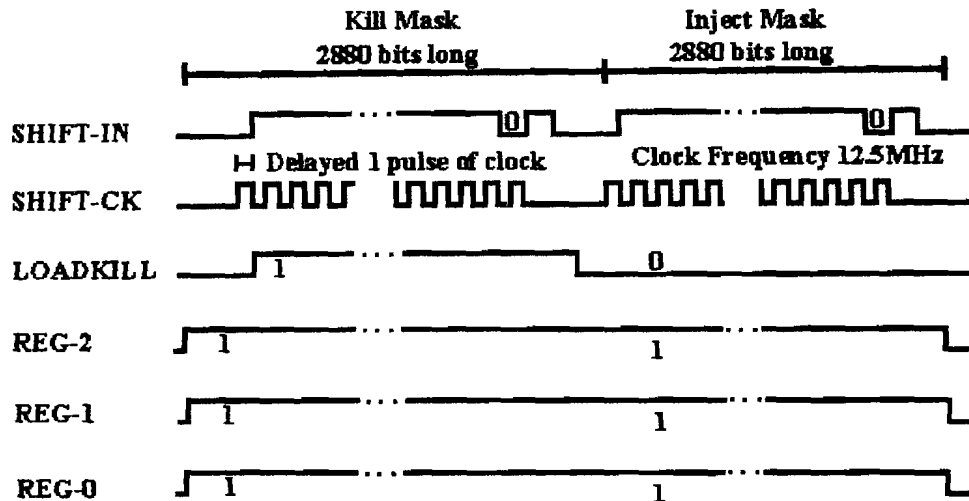 Kill Mask
2880 bits long
Inject Mask
2880 bits long
SHIFT-IN
0
0
Delayed 1 pulse of clock
Clock Frequency 12.5MHz
SHIFT-CK
LOADKILL
1
0
REG-2
1
1
REG-1
1
1
REG-0
1
1